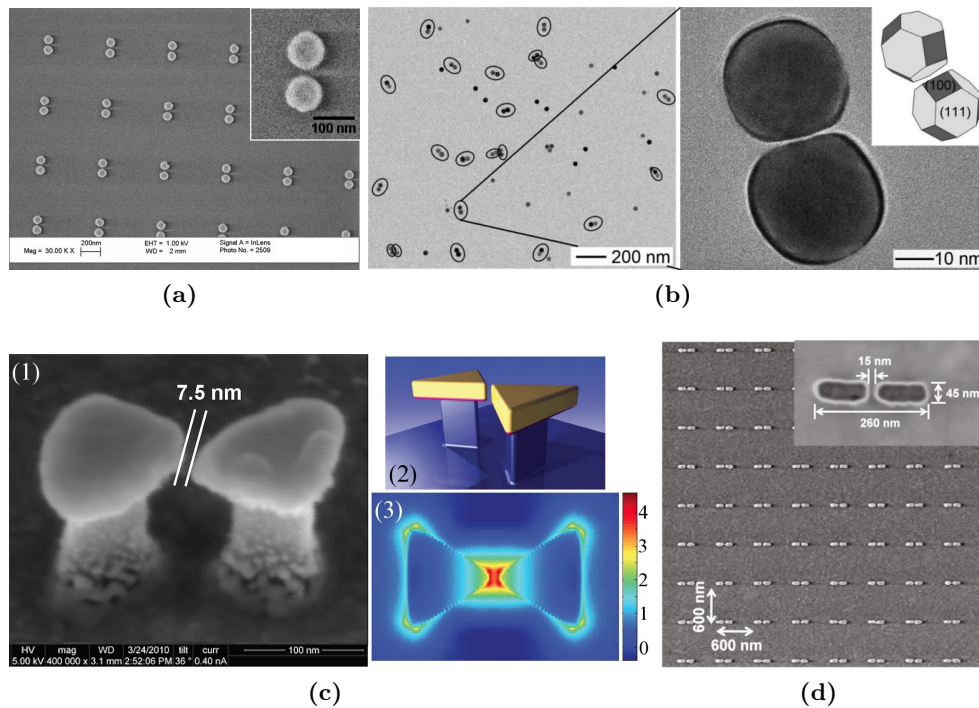 100 nm
200nm
Mag = 30.00 K X
EHT = 1.00 kV
WD = 2 mm
Signal A = InLens
Photo No. = 2509
(a)
200 nm
(100)
(111)
10 nm
(b)
(1)
7.5 nm
HV mag WD 3/24/2010 tilt curr
5.00 kV 400 000 x 3.1 mm 2:52:06 PM 36 ° 0.40 nA
100 nm
(2)
(3)
4
3
2
1
0
(c)
15 nm
45 nm
260 nm
600 nm
600 nm
(d)